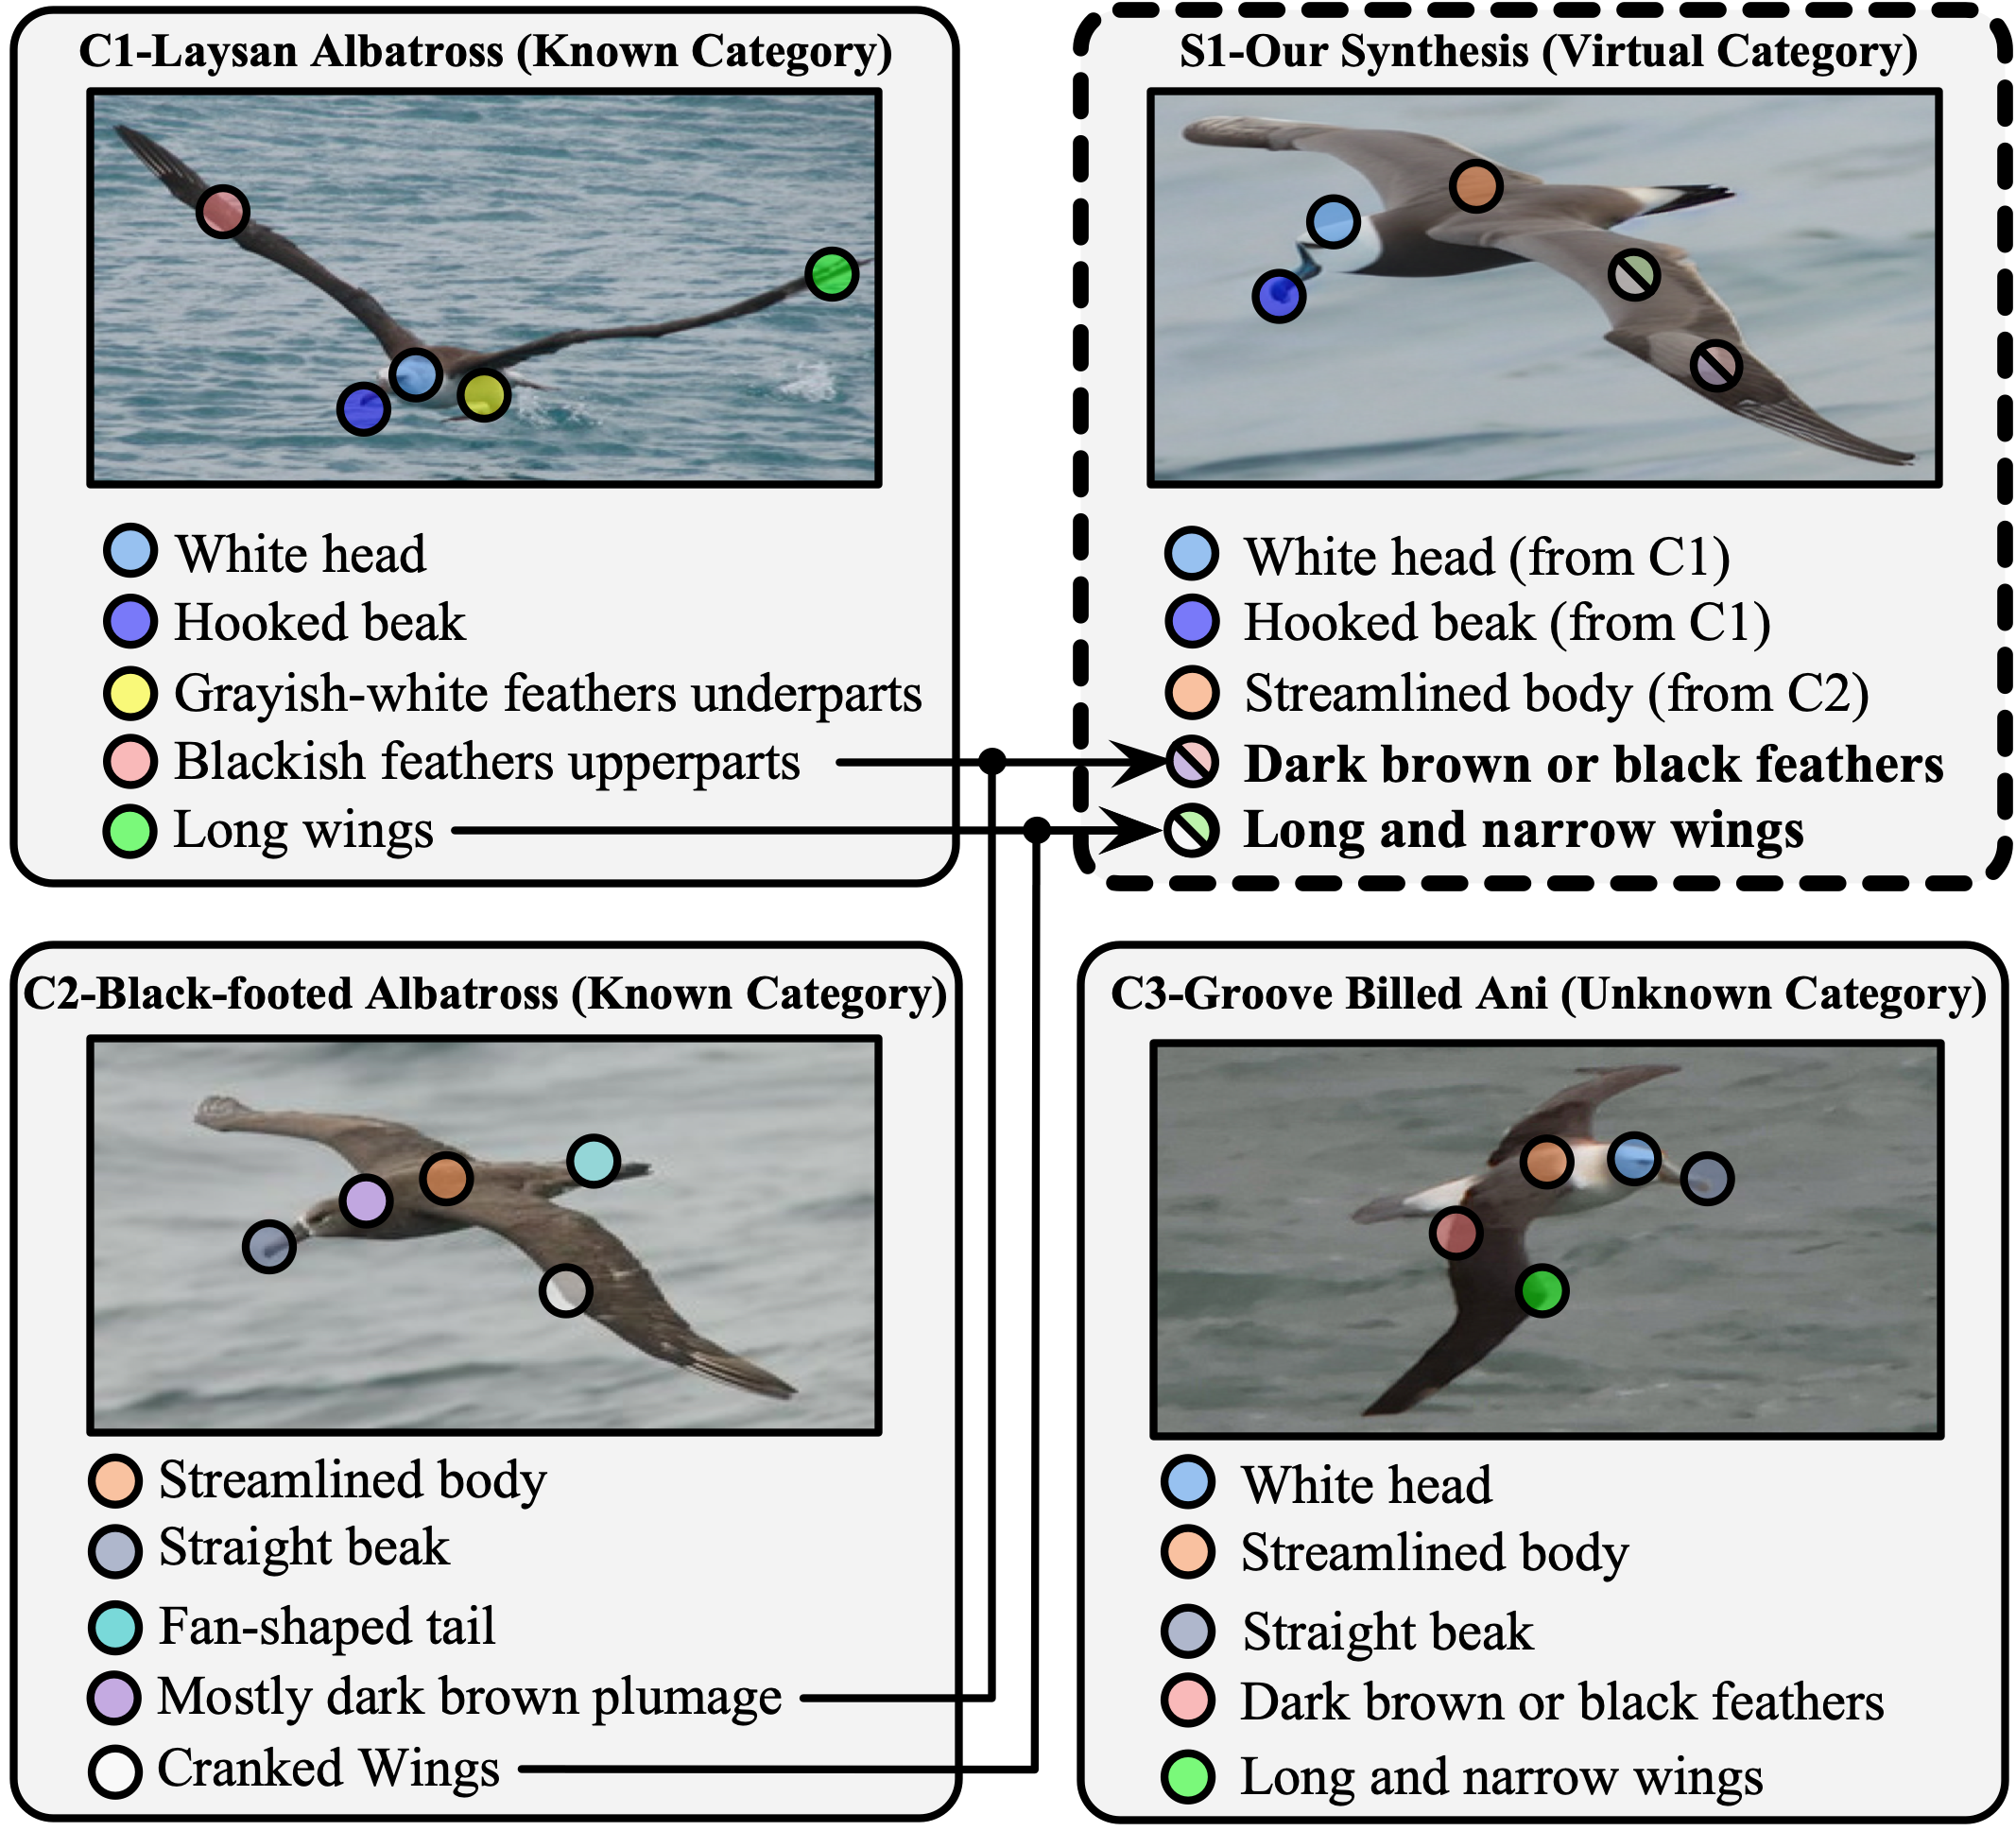 C1-Laysan Albatross (Known Category)
White head
Hooked beak
Grayish-white feathers underparts
Blackish feathers upperparts
Long wings
S1-Our Synthesis (Virtual Category)
White head (from C1)
Hooked beak (from C1)
Streamlined body (from C2)
Dark brown or black feathers
Long and narrow wings
C2-Black-footed Albatross (Known Category)
Streamlined body
Straight beak
Fan-shaped tail
Mostly dark brown plumage
Cranked Wings
C3-Groove Billed Ani (Unknown Category)
White head
Streamlined body
Straight beak
Dark brown or black feathers
Long and narrow wings